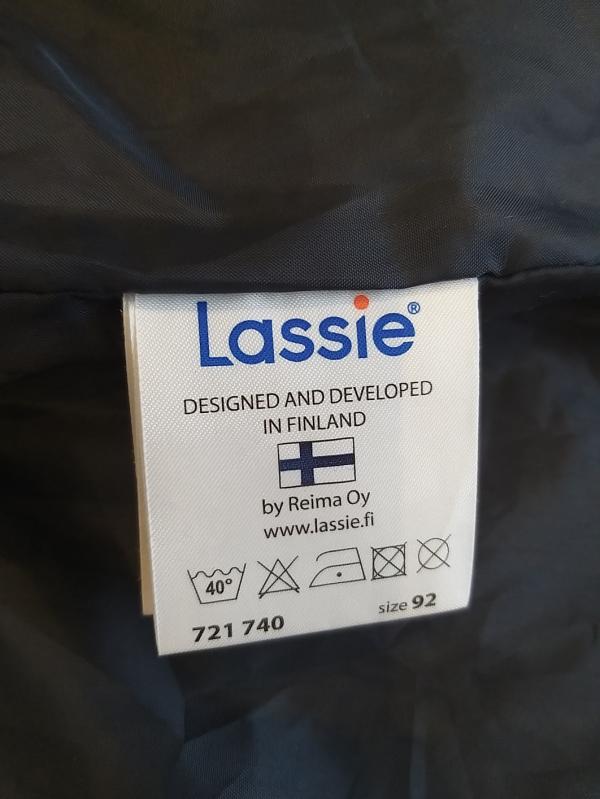 Lassie®
DESIGNED AND DEVELOPED
IN FINLAND
by Reima Oy
www.lassie.fi
40°
721 740
size 92